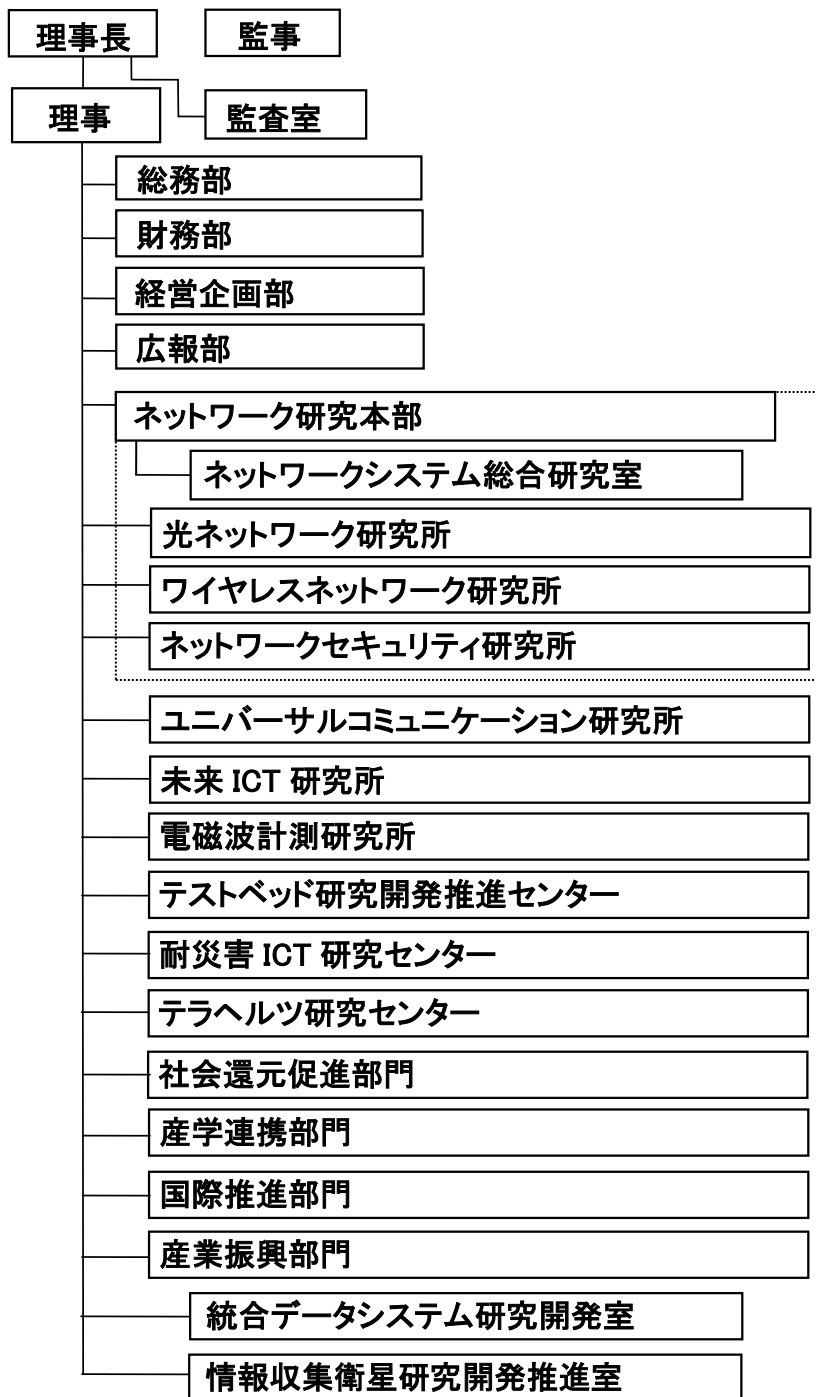 理事長
監事
理事
監査室
総務部
財務部
経営企画部
広報部
ネットワーク研究本部
ネットワークシステム総合研究室
光ネットワーク研究所
ワイヤレスネットワーク研究所
ネットワークセキュリティ研究所
ユニバーサルコミュニケーション研究所
未来 ICT 研究所
電磁波計測研究所
テストベッド研究開発推進センター
耐災害 ICT 研究センター
テラヘルツ研究センター
社会還元促進部門
産学連携部門
国際推進部門
産業振興部門
統合データシステム研究開発室
情報収集衛星研究開発推進室